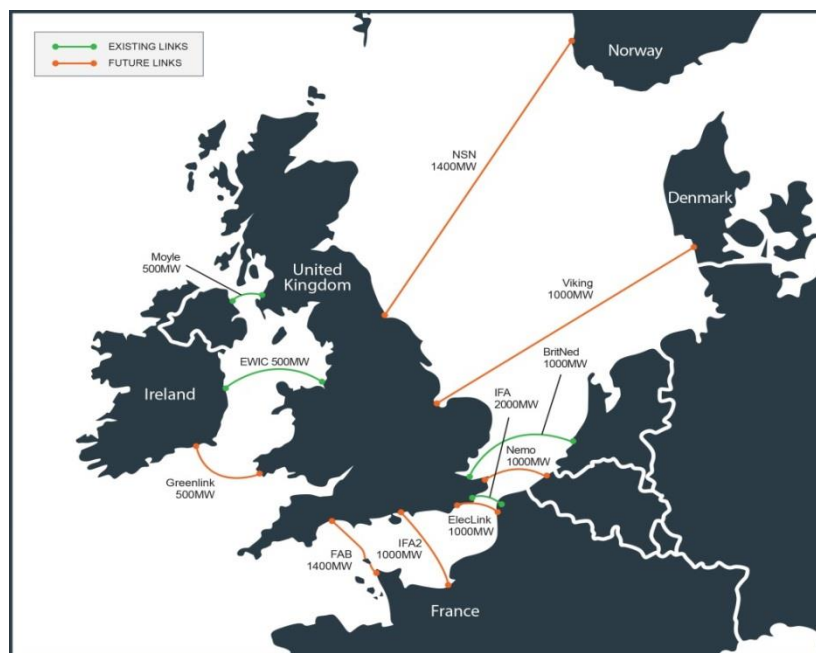 EXISTING LINKS
FUTURE LINKS
Norway
NSN
1400MW
Denmark
Moyle
500MW
United
Kingdom
Viking
1000MW
EWIC 500MW
BritNed
1000MW
Ireland
IFA
2000MW
Nemo
1000MW
Greenlink
500MW
ElecLink
1000MW
FAB
1400MW
IFA2
1000MW
France